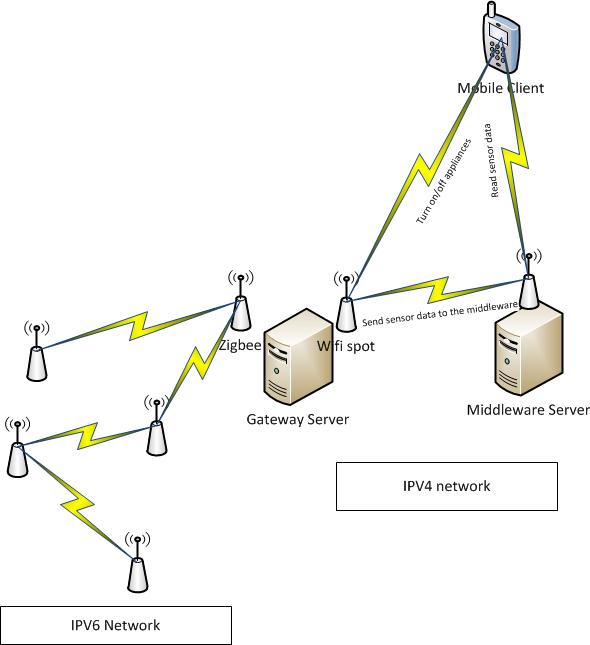 Mobile Client
Turn on/off appliances
Read sensor data
Send sensor data to the middleware
Zigbee
Wifi spot
Gateway Server
Middleware Server
IPV4 network
IPV6 Network